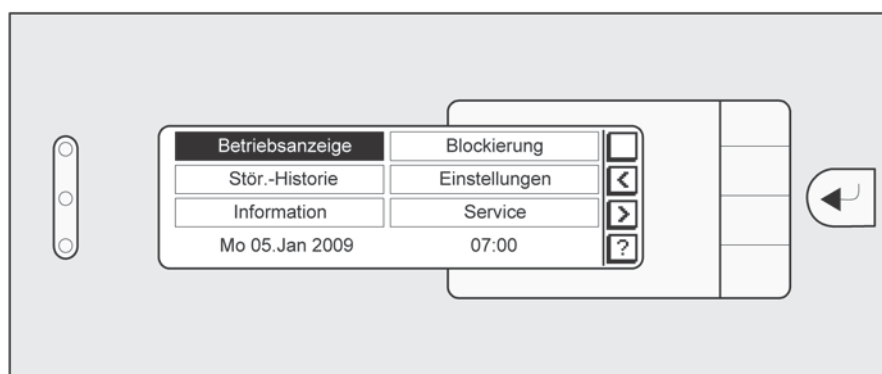 Betriebsanzeige Blockierung
Stör.-Historie Einstellungen
Information Service
Mo 05.Jan 2009 07:00
?